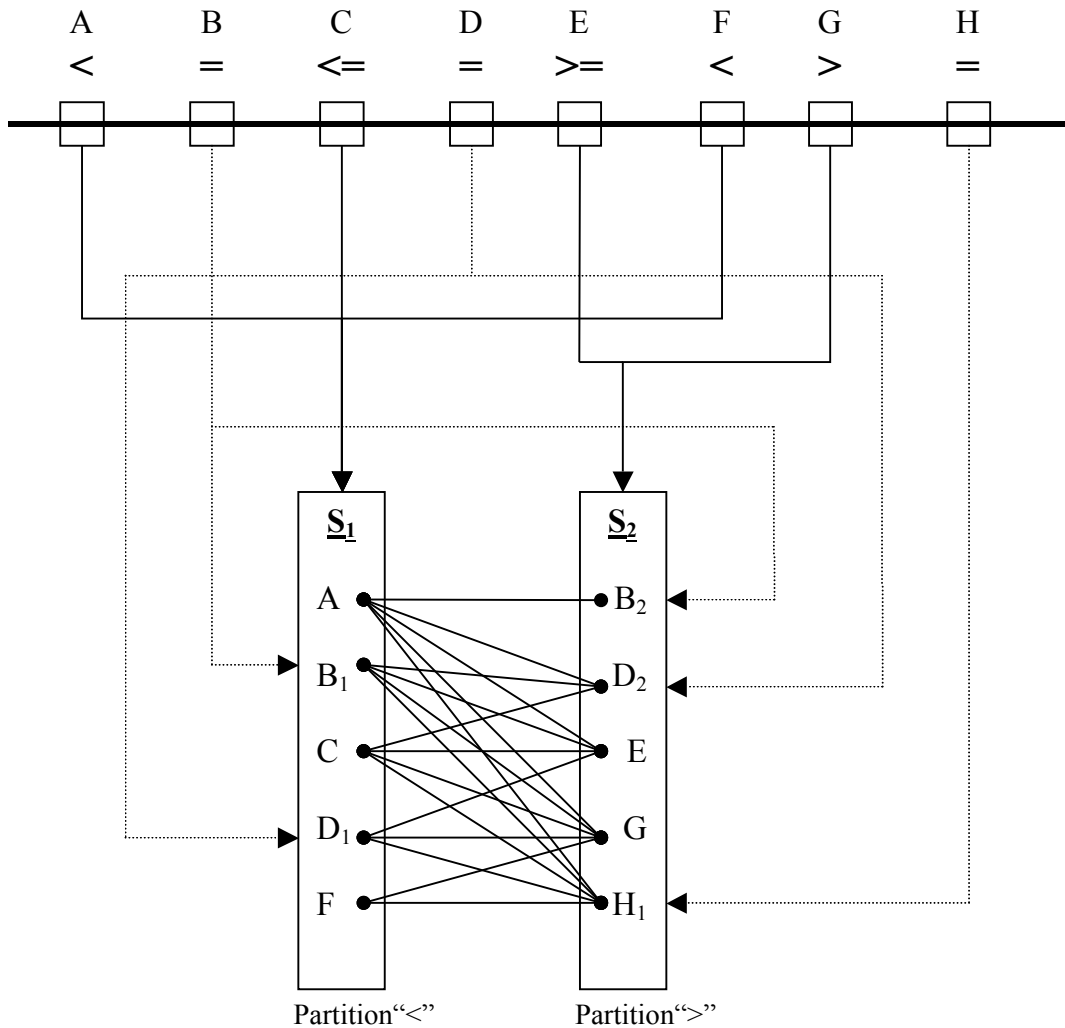 A B C D E F G H
< = <= = >= < > =
S₁ S₂
A B₂
B₁ D₂
C E
D₁ G
F H₁
Partition“<” Partition“>”